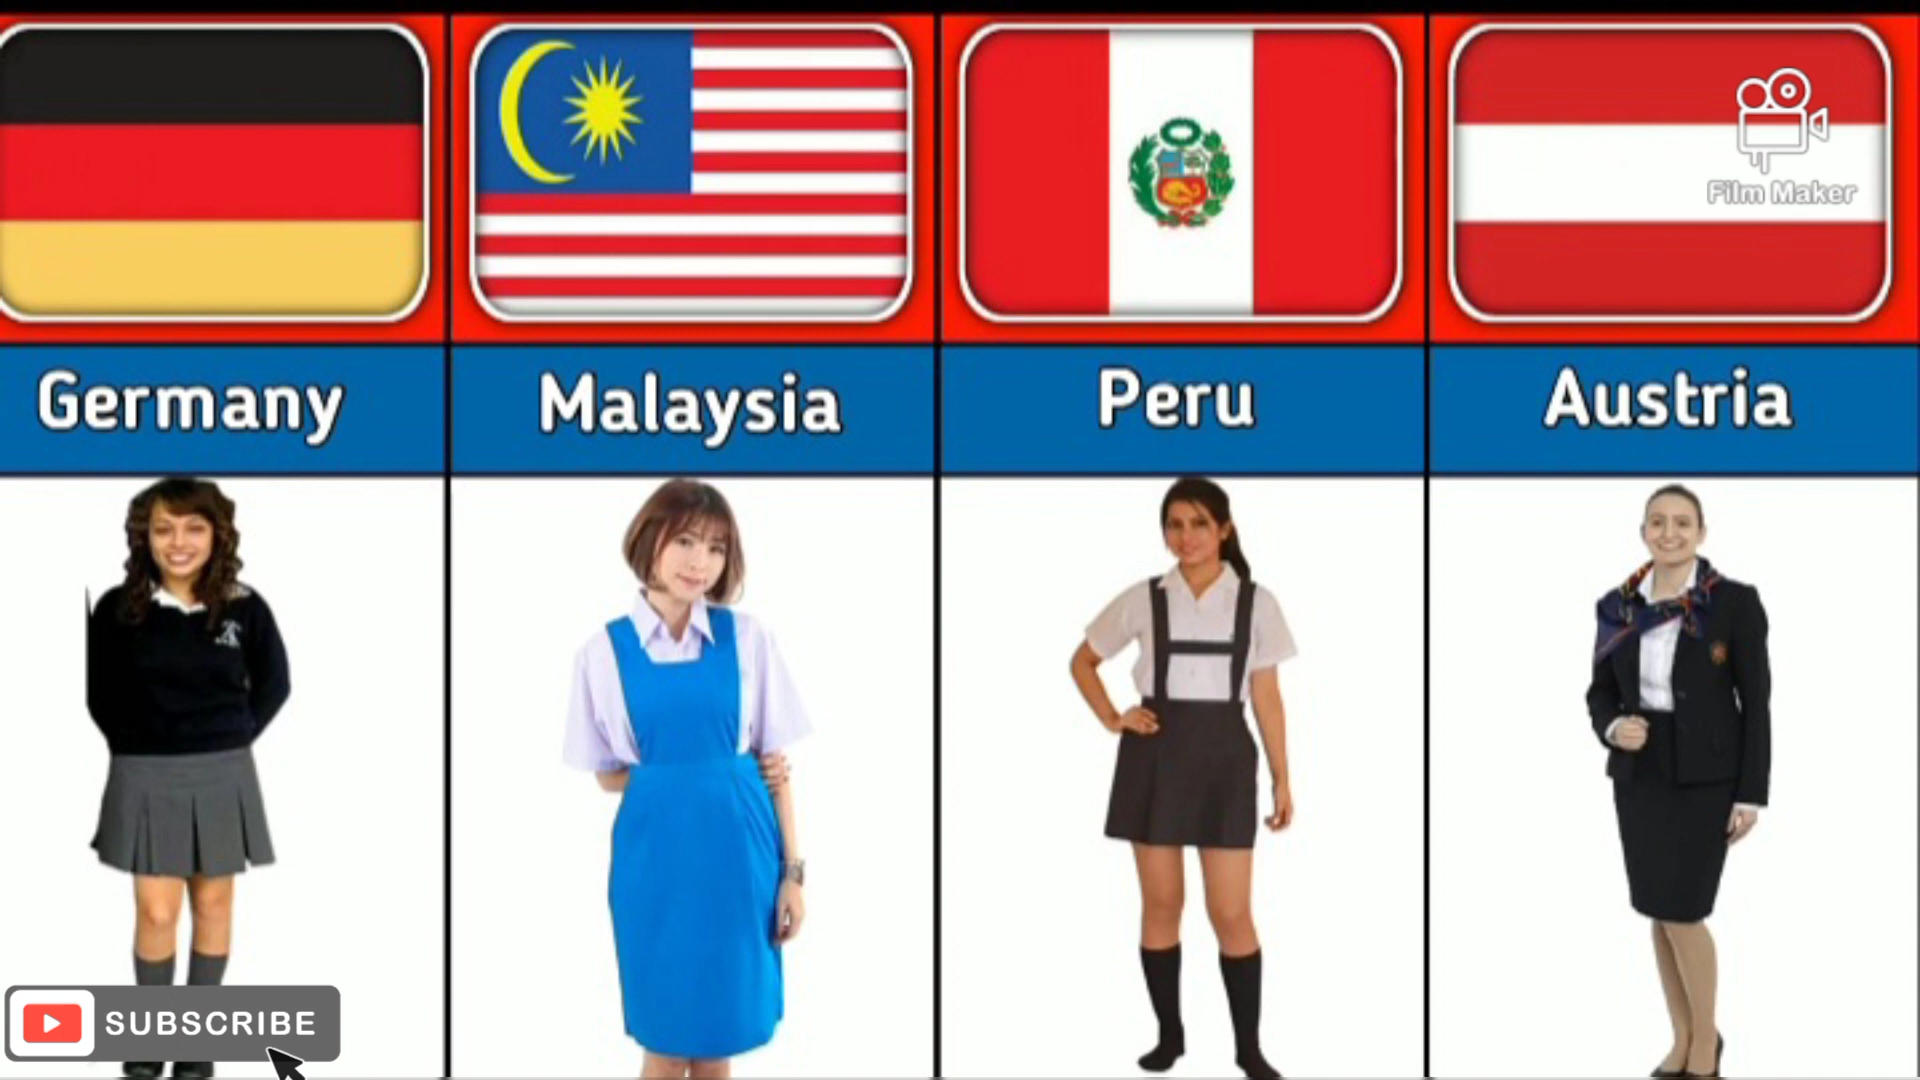 Film Maker
Germany
Malaysia
Peru
Austria
SUBSCRIBE